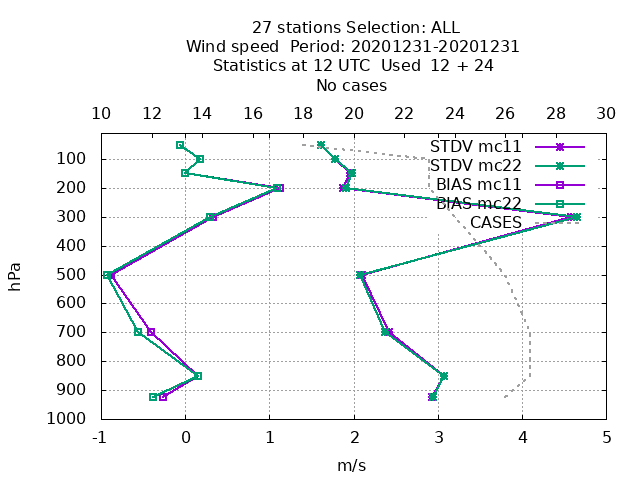 27 stations Selection: ALL
Wind speed  Period: 20201231-20201231
Statistics at 12 UTC  Used  12 + 24
No cases
10 12 14 16 18 20 22 24 26 28 30
STDV mc11
STDV mc22
BIAS mc11
BIAS mc22
CASES
100
200
300
400
500
600
700
800
900
1000
hPa
-1 0 1 2 3 4 5
m/s